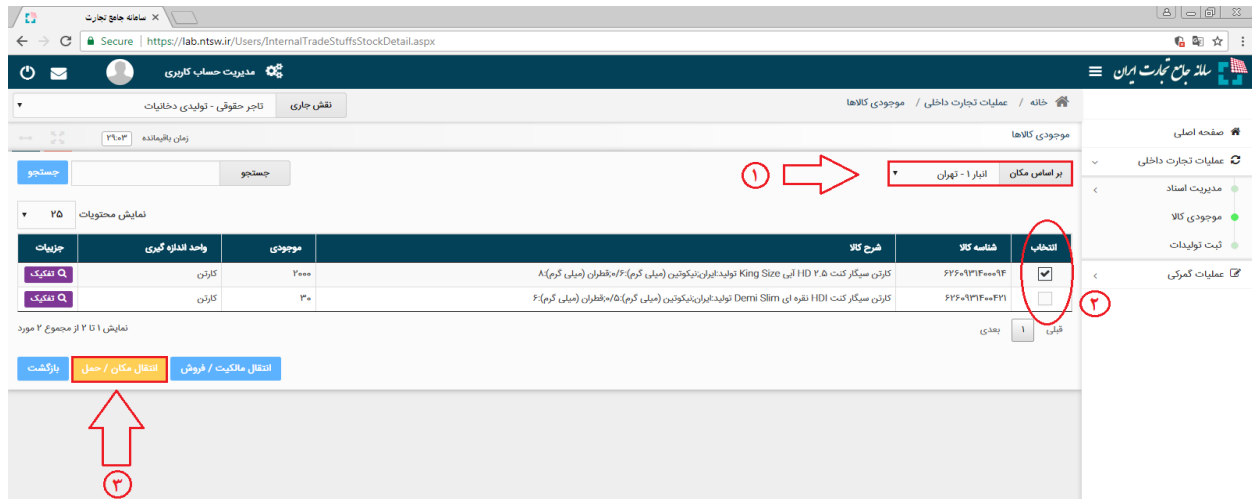 سامانه جامع تجارت
Secure | https://lab.ntsw.ir/Users/InternalTradeStuffsStockDetail.aspx
سامانه جامع تجارت ایران
مدیریت حساب کاربری
خانه / عملیات تجارت داخلی / موجودی کالاها
نقش جاری تاجر حقوقی - تولیدی دخانیات
صفحه اصلی
عملیات تجارت داخلی
مدیریت اسناد
موجودی کالا
ثبت تولیدات
عملیات گمرکی
موجودی کالاها
زمان باقیمانده ۲۹:۰۳
بر اساس مکان انبار ۱ - تهران
۱
جستجو جستجو
نمایش محتویات ۲۵
انتخاب شناسه کالا شرح کالا موجودی واحد اندازه گیری جزییات
۶۲۶۰۹۳۱۴۰۰۰۹۴ کارتن سیگار کنت HD ۲.۵ آبی King Size تولید:ایران;نیکوتین (میلی گرم):۰/۶;قطران (میلی گرم):۸ ۲۰۰۰ کارتن تفکیک
۶۲۶۰۹۳۱۴۰۰۴۲۱ کارتن سیگار کنت HDI نقره ای Demi Slim تولید:ایران;نیکوتین (میلی گرم):۰/۵;قطران (میلی گرم):۶ ۳۰ کارتن تفکیک
۲
قبلی ۱ بعدی
نمایش ۱ تا ۲ از مجموع ۲ مورد
انتقال مالکیت / فروش انتقال مکان / حمل بازگشت
۳